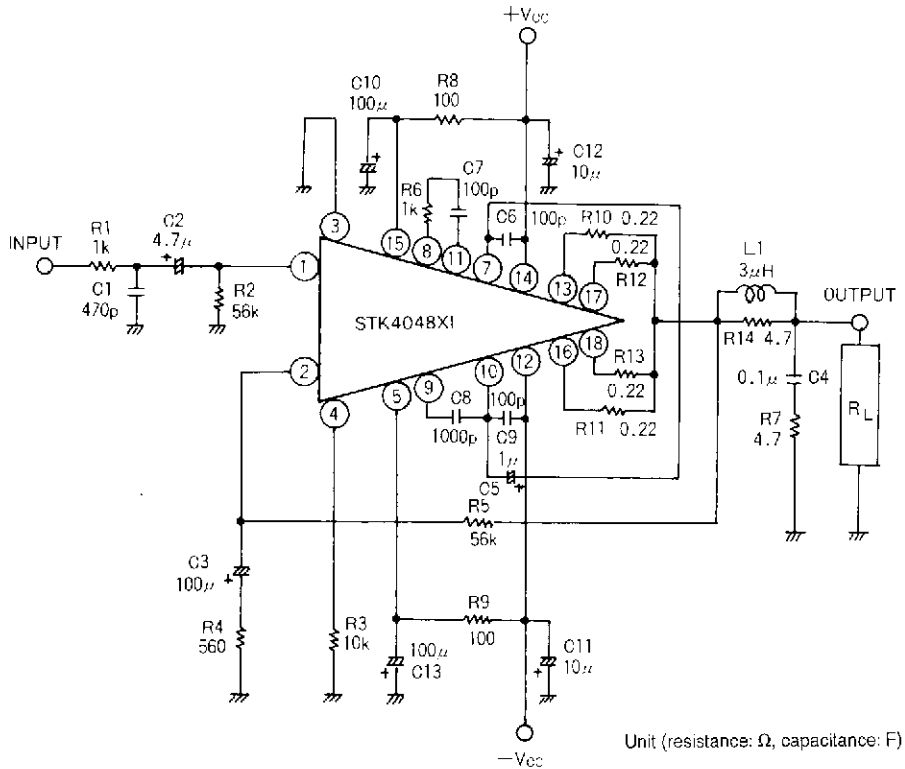 +VCC
C10
100μ
R8
100
C12
10μ
+
+
C7
100p
R6
1k
C6
100p
R10 0.22
0.22
R12
L1
3μH
OUTPUT
INPUT
R1
1k
C2
4.7μ
+
C1
470p
R2
56k
3
15
8
11
7
14
13
17
1
STK4048XI
2
4
5
9
10
12
16
18
R14 4.7
0.1μ
C4
R7
4.7
RL
R13
0.22
R11 0.22
C8
1000p
100p
C9
1μ
+
C5
R5
56k
C3
100μ
+
R4
560
R3
10k
R9
100
100μ
C13
+
C11
10μ
+
−VCC
Unit (resistance: Ω, capacitance: F)